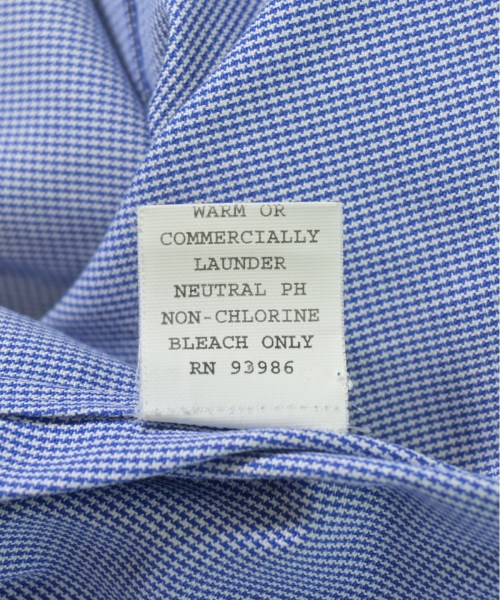 WARM OR
COMMERCIALLY
LAUNDER
NEUTRAL PH
NON-CHLORINE
BLEACH ONLY
RN 93986